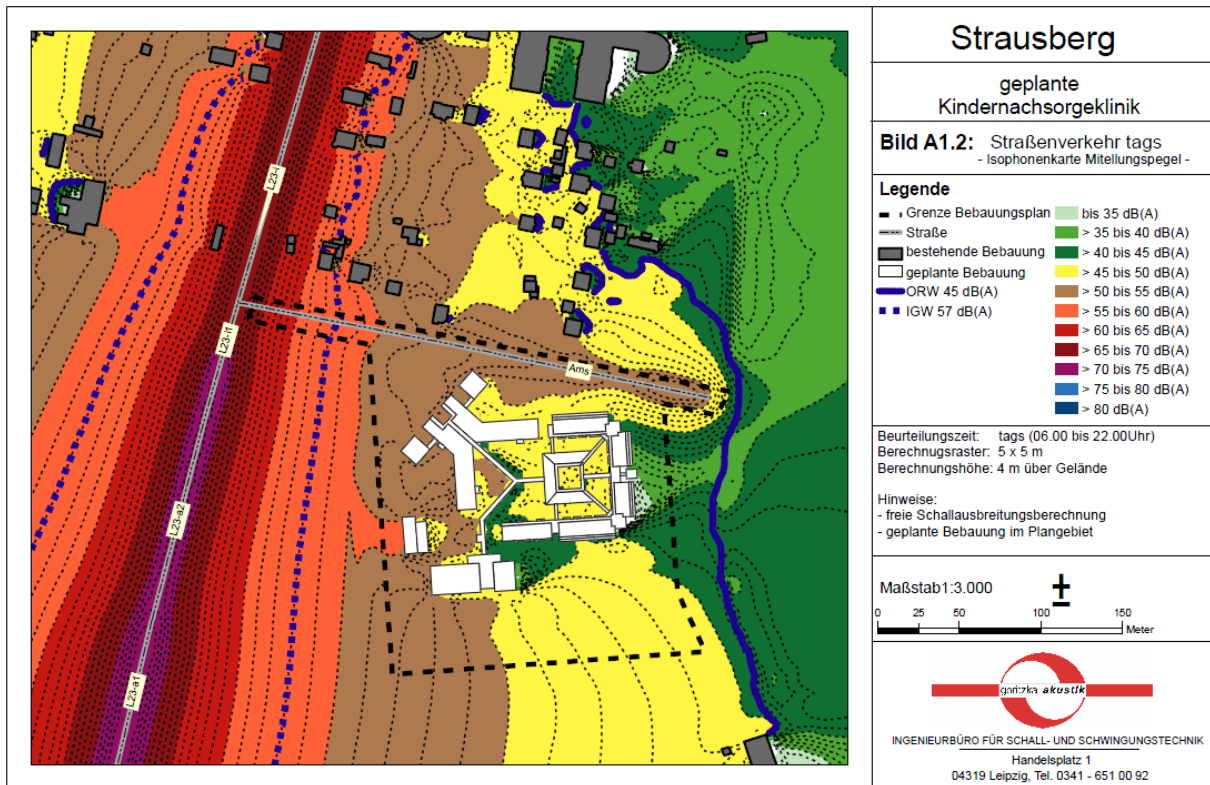 L23-i
L23-i1
Ams
L23-a2
L23-a1
Strausberg
geplante
Kindernachsorgeklinik
Bild A1.2: Straßenverkehr tags
- Isophonenkarte Mitellungspegel -
Legende
Grenze Bebauungsplan
Straße
bestehende Bebauung
geplante Bebauung
ORW 45 dB(A)
IGW 57 dB(A)
bis 35 dB(A)
> 35 bis 40 dB(A)
> 40 bis 45 dB(A)
> 45 bis 50 dB(A)
> 50 bis 55 dB(A)
> 55 bis 60 dB(A)
> 60 bis 65 dB(A)
> 65 bis 70 dB(A)
> 70 bis 75 dB(A)
> 75 bis 80 dB(A)
> 80 dB(A)
Beurteilungszeit: tags (06.00 bis 22.00Uhr)
Berechnugsraster: 5 x 5 m
Berechnungshöhe: 4 m über Gelände
Hinweise:
- freie Schallausbreitungsberechnung
- geplante Bebauung im Plangebiet
Maßstab1:3.000
0 25 50 100 150
Meter
goritzka akustik
INGENIEURBÜRO FÜR SCHALL- UND SCHWINGUNGSTECHNIK
Handelsplatz 1
04319 Leipzig, Tel. 0341 - 651 00 92